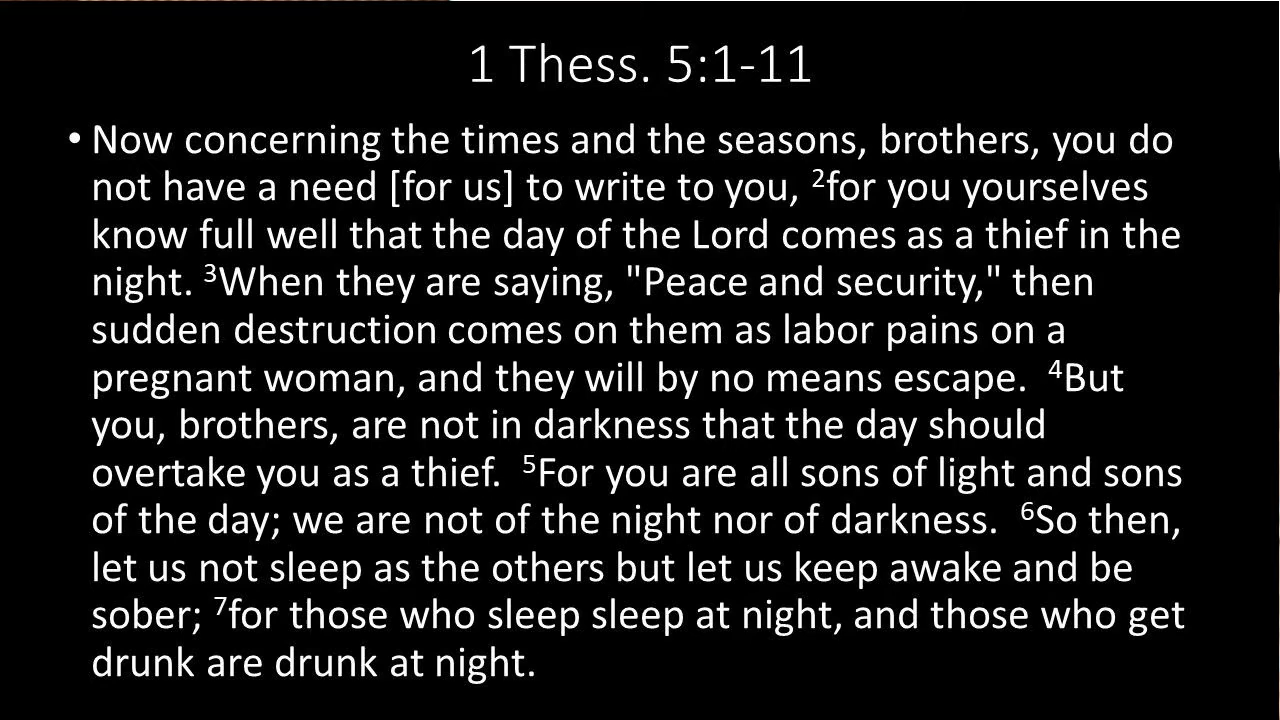 1 Thess. 5:1-11
• Now concerning the times and the seasons, brothers, you do
not have a need [for us] to write to you, ²for you yourselves
know full well that the day of the Lord comes as a thief in the
night. ³When they are saying, "Peace and security," then
sudden destruction comes on them as labor pains on a
pregnant woman, and they will by no means escape.  ⁴But
you, brothers, are not in darkness that the day should
overtake you as a thief.  ⁵For you are all sons of light and sons
of the day; we are not of the night nor of darkness.  ⁶So then,
let us not sleep as the others but let us keep awake and be
sober; ⁷for those who sleep sleep at night, and those who get
drunk are drunk at night.